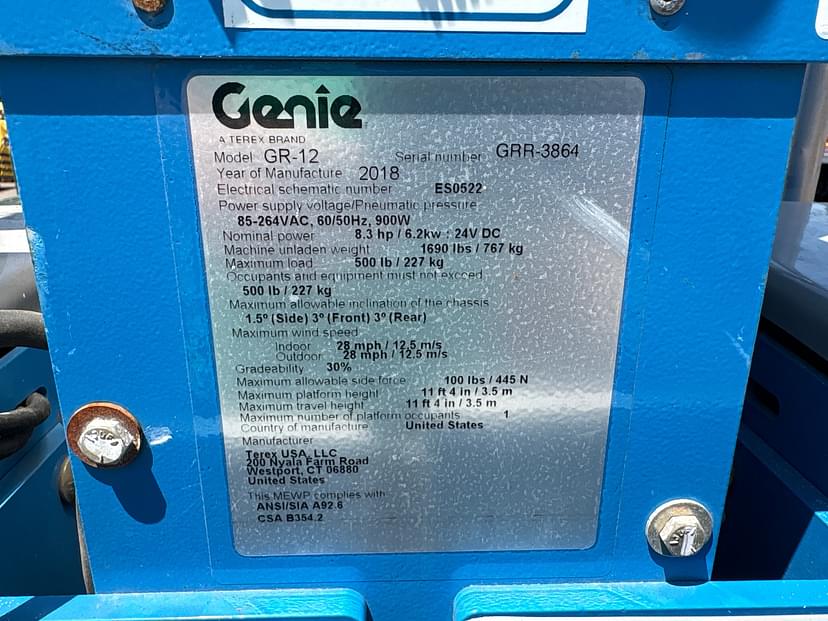 Genie
A TEREX BRAND
Model GR-12 Serial number GRR-3864
Year of Manufacture 2018
Electrical schematic number ES0522
Power supply voltage/Pneumatic pressure
85-264VAC, 60/50Hz, 900W
Nominal power 8.3 hp / 6.2kw : 24V DC
Machine unladen weight 1690 lbs / 767 kg
Maximum load 500 lb / 227 kg
Occupants and equipment must not exceed
500 lb / 227 kg
Maximum allowable inclination of the chassis
1.5º (Side) 3º (Front) 3º (Rear)
Maximum wind speed
Indoor 28 mph / 12.5 m/s
Outdoor 28 mph / 12.5 m/s
Gradeability 30%
Maximum allowable side force 100 lbs / 445 N
Maximum platform height 11 ft 4 in / 3.5 m
Maximum travel height 11 ft 4 in / 3.5 m
Maximum number of platform occupants 1
Country of manufacture United States
Manufacturer
Terex USA, LLC
200 Nyala Farm Road
Westport, CT 06880
United States
This MEWP complies with
ANSI/SIA A92.6
CSA B354.2